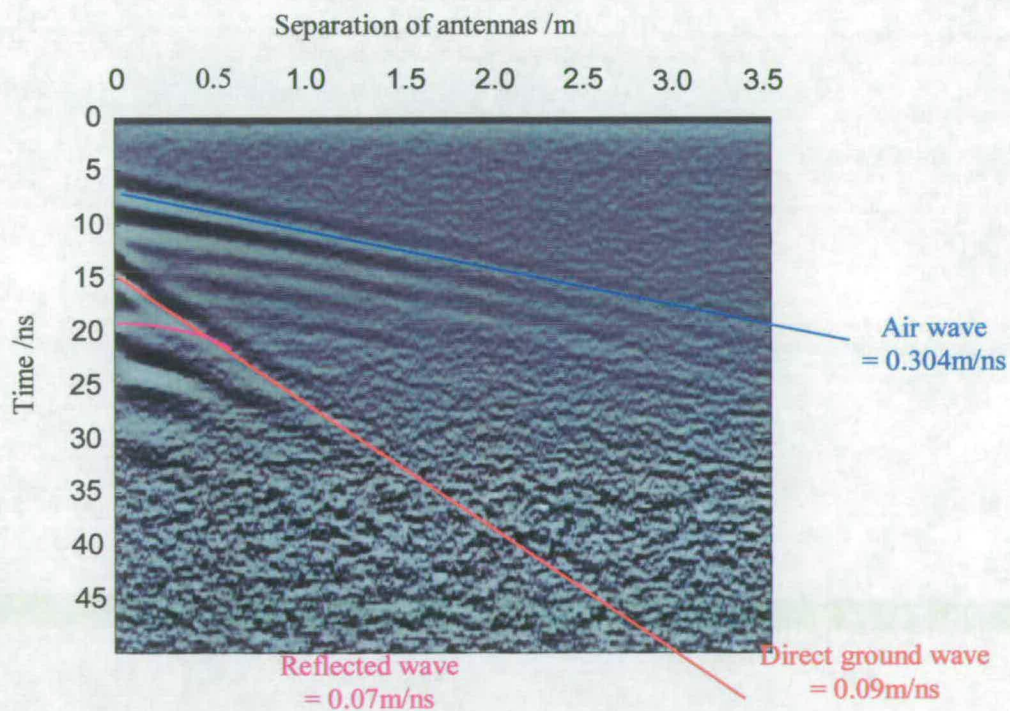 Separation of antennas /m
0 0.5 1.0 1.5 2.0 2.5 3.0 3.5
0
5
10
15
20
25
30
35
40
45
Time /ns
Air wave
= 0.304m/ns
Reflected wave
= 0.07m/ns
Direct ground wave
= 0.09m/ns